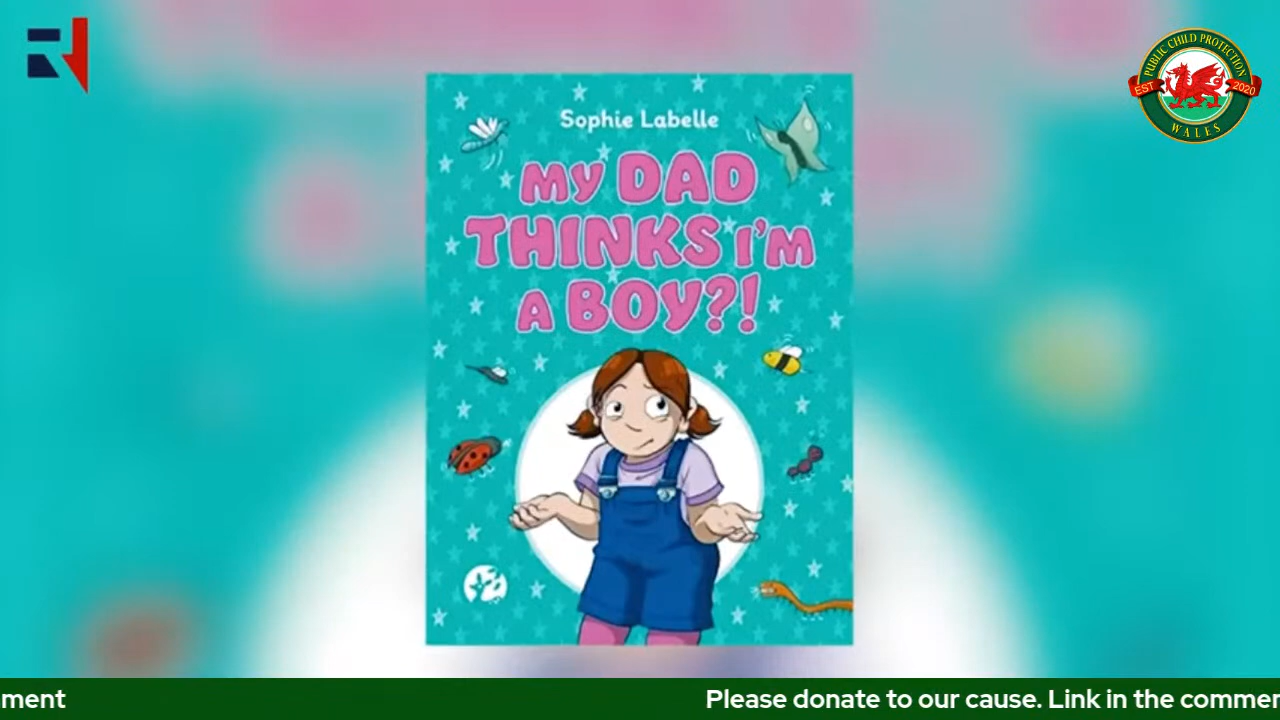 PUBLIC CHILD PROTECTION
EST 2020
WALES
Sophie Labelle
MY DAD
THINKS I'M
A BOY?!
ment
Please donate to our cause. Link in the commer